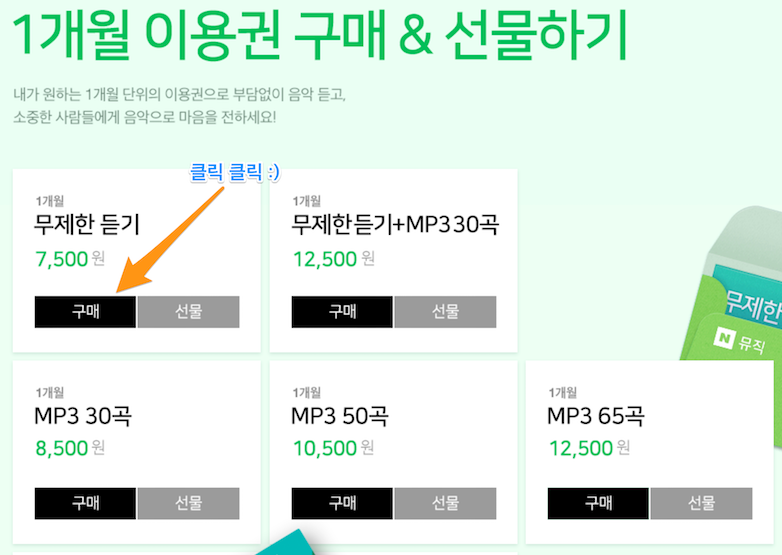 1개월 이용권 구매 & 선물하기
내가 원하는 1개월 단위의 이용권으로 부담없이 음악 듣고,
소중한 사람들에게 음악으로 마음을 전하세요!
클릭 클릭 :)
1개월
무제한 듣기
7,500 원
구매 선물
1개월
무제한듣기+MP330곡
12,500 원
구매 선물
무제한
N 뮤직
1개월
MP3 30곡
8,500 원
구매 선물
1개월
MP3 50곡
10,500 원
구매 선물
1개월
MP3 65곡
12,500 원
구매 선물